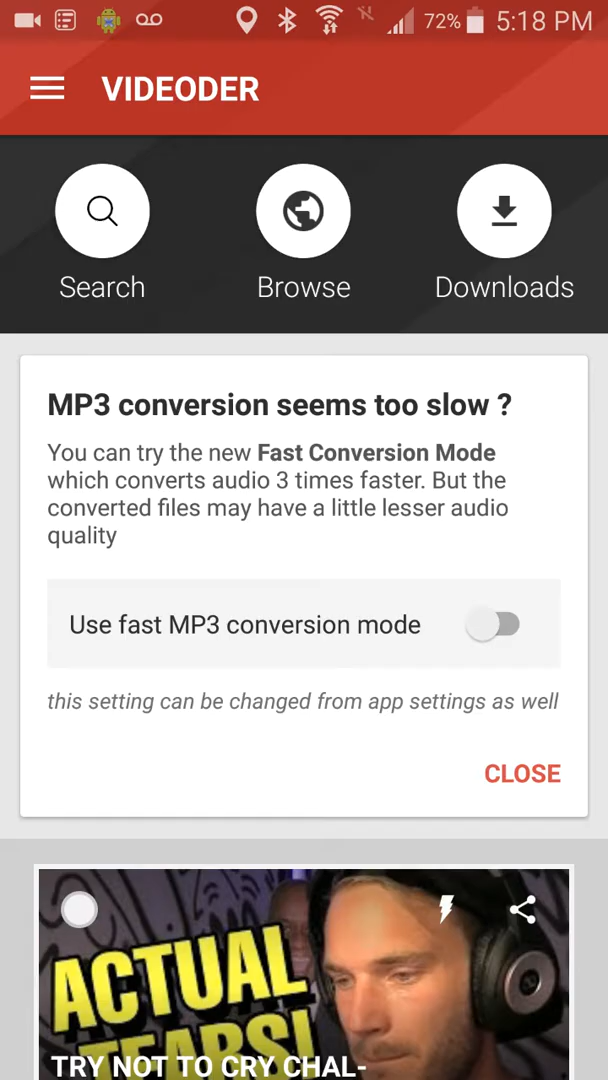 72% 5:18 PM
VIDEODER
Search Browse Downloads
MP3 conversion seems too slow ?
You can try the new Fast Conversion Mode
which converts audio 3 times faster. But the
converted files may have a little lesser audio
quality
Use fast MP3 conversion mode
this setting can be changed from app settings as well
CLOSE
ACTUAL
TEARS!
TRY NOT TO CRY CHAL-